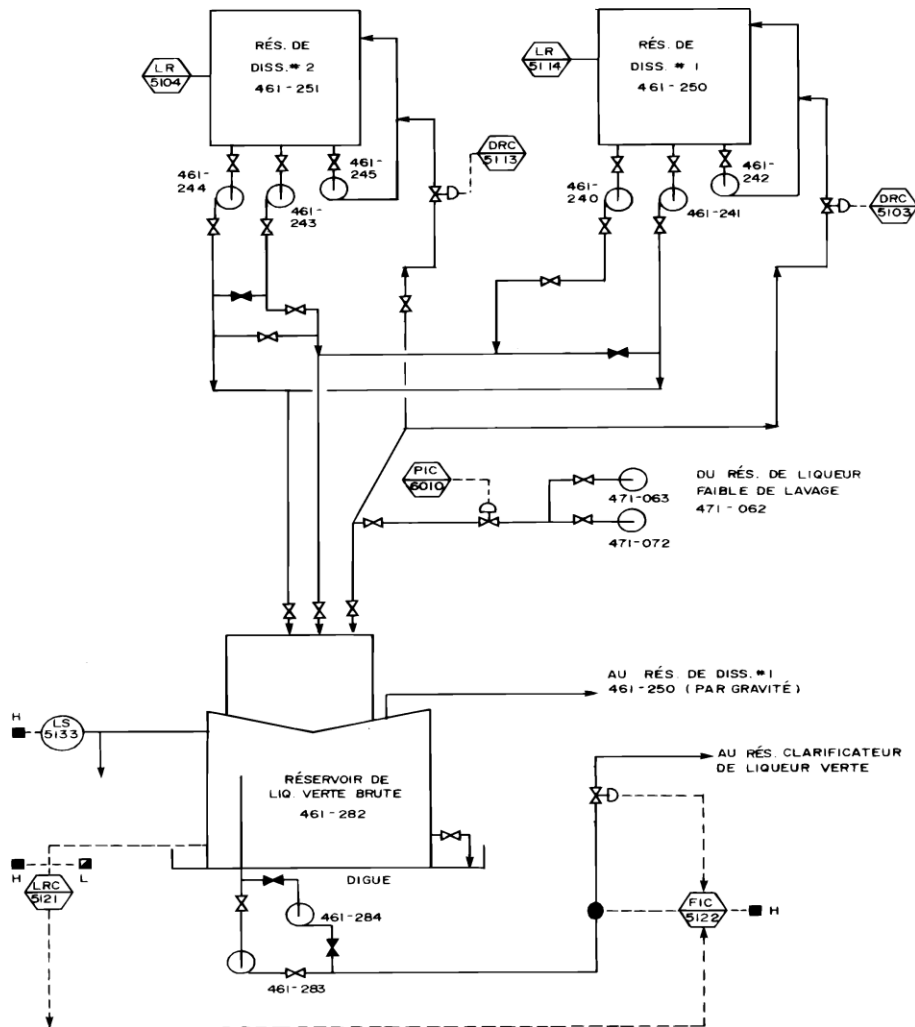 RÉS. DE
DISS. # 2
461-251
LR
5104
RÉS. DE
DISS. # 1
461-250
LR
5114
461-
244
461-
243
461-
245
DRC
5113
461-
240
461-241
461-
242
DRC
5103
PIC
6010
471-063
471-072
DU RÉS. DE LIQUEUR
FAIBLE DE LAVAGE
471-062
AU RÉS. DE DISS. #1
461-250 (PAR GRAVITÉ)
H
LS
5133
AU RÉS. CLARIFICATEUR
DE LIQUEUR VERTE
RÉSERVOIR DE
LIQ. VERTE BRUTE
461-282
H
L
LRC
5121
DIGUE
461-284
461-283
FIC
5122
H